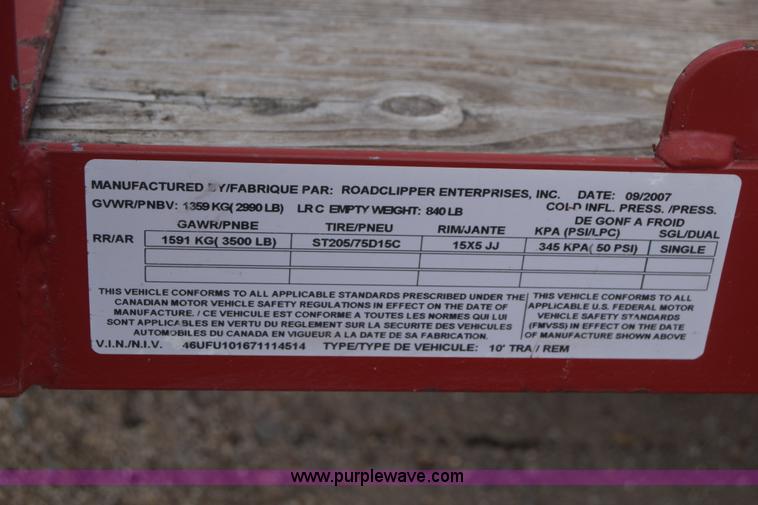 MANUFACTURED BY/FABRIQUE PAR: ROADCLIPPER ENTERPRISES, INC. DATE: 09/2007
GVWR/PNBV: 1359 KG( 2990 LB) LR C EMPTY WEIGHT: 840 LB COLD INFL. PRESS. /PRESS.
DE GONF A FROID
GAWR/PNBE TIRE/PNEU RIM/JANTE KPA (PSI/LPC) SGL/DUAL
RR/AR 1591 KG( 3500 LB) ST205/75D15C 15X5 JJ 345 KPA( 50 PSI) SINGLE
THIS VEHICLE CONFORMS TO ALL APPLICABLE STANDARDS PRESCRIBED UNDER THE
CANADIAN MOTOR VEHICLE SAFETY REGULATIONS IN EFFECT ON THE DATE OF
MANUFACTURE. / CE VEHICULE EST CONFORME A TOUTES LES NORMES QUI LUI
SONT APPLICABLES EN VERTU DU REGLEMENT SUR LA SECURITE DES VEHICULES
AUTOMOBILES DU CANADA EN VIGUEUR A LA DATE DE SA FABRICATION.
THIS VEHICLE CONFORMS TO ALL
APPLICABLE U.S. FEDERAL MOTOR
VEHICLE SAFETY STANDARDS
(FMVSS) IN EFFECT ON THE DATE
OF MANUFACTURE SHOWN ABOVE
V.I.N./N.I.V. 46UFU101671114514 TYPE/TYPE DE VEHICULE: 10' TRA / REM
www.purplewave.com